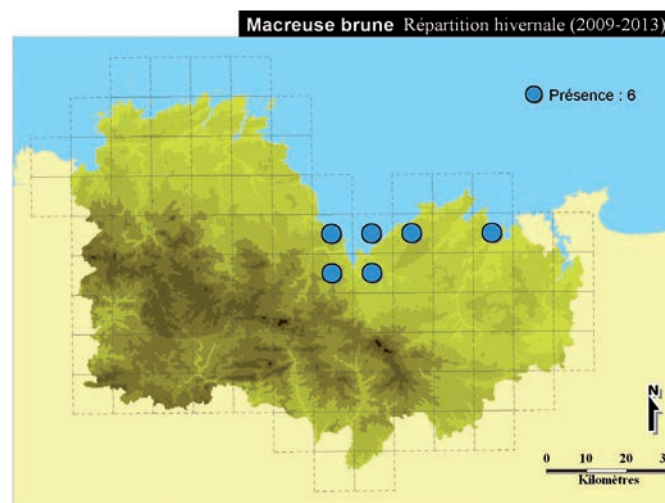 Macreuse brune Répartition hivernale (2009-2013)
Présence : 6
N
0 10 20
Kilomètres